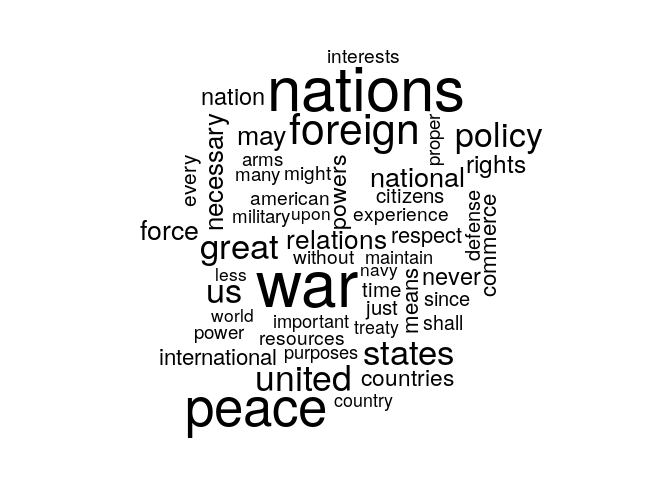 interests
nations
nation
foreign
may
policy
proper
necessary
rights
arms
every
many
might
powers
national
citizens
american
military
upon
experience
defense
commerce
force
great
relations
respect
without
maintain
war
navy
never
less
us
time
means
since
just
world
important
treaty
shall
power
resources
international
purposes
states
united
countries
peace
country